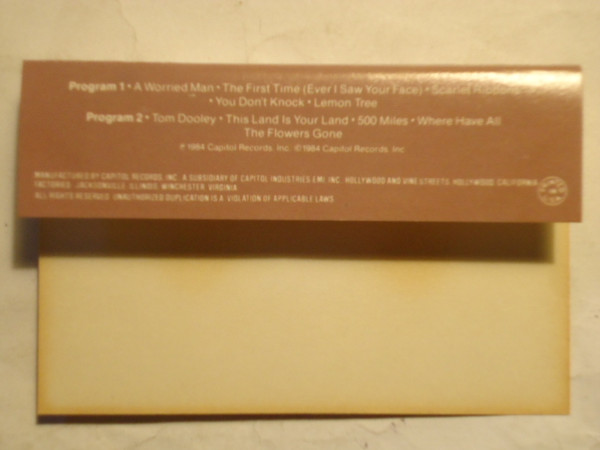 Program 1 • A Worried Man • The First Time (Ever I Saw Your Face) • Scarlet Ribbons
• You Don't Knock • Lemon Tree
Program 2 • Tom Dooley • This Land Is Your Land • 500 Miles • Where Have All
The Flowers Gone
℗ 1984 Capitol Records, Inc. ©1984 Capitol Records, Inc.
MANUFACTURED BY CAPITOL RECORDS, INC. A SUBSIDIARY OF CAPITOL INDUSTRIES-EMI, INC. HOLLYWOOD AND VINE STREETS, HOLLYWOOD, CALIFORNIA.
FACTORIES: JACKSONVILLE, ILLINOIS; WINCHESTER, VIRGINIA.
ALL RIGHTS RESERVED. UNAUTHORIZED DUPLICATION IS A VIOLATION OF APPLICABLE LAWS.